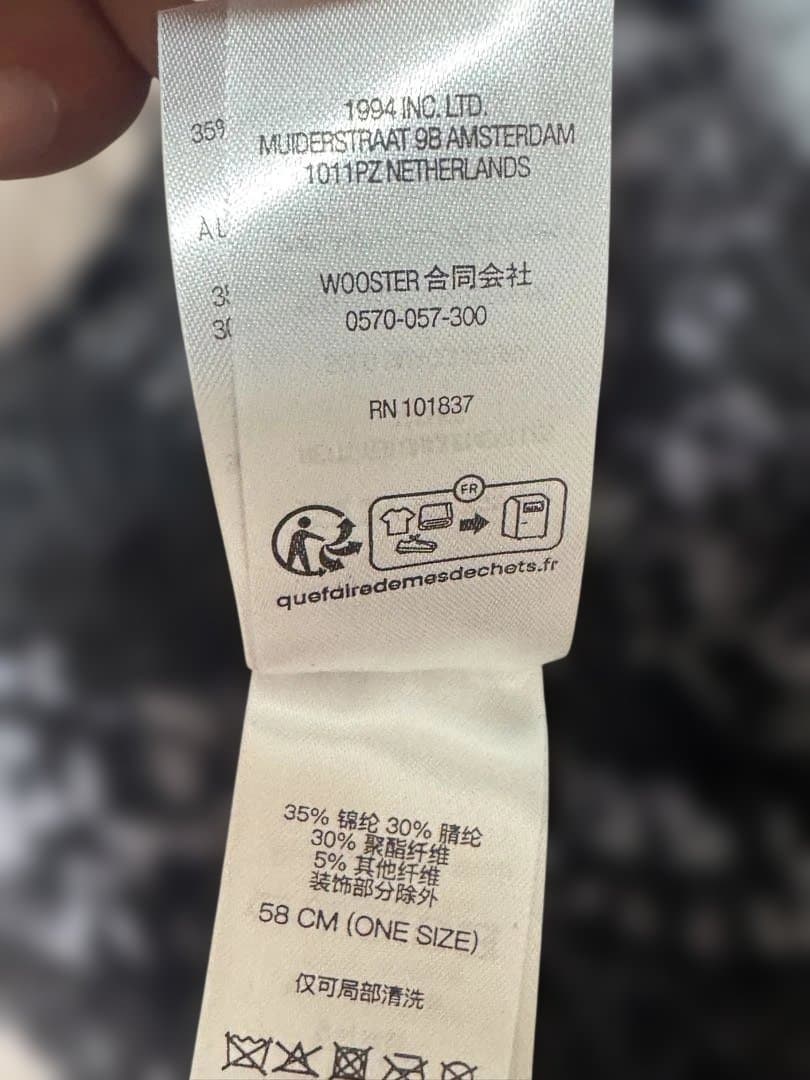 35%
1994 INC. LTD.
MUIDERSTRAAT 9B AMSTERDAM
1011PZ NETHERLANDS
WOOSTER 合同会社
0570-057-300
RN 101837
FR
quefairedemesdechets.fr
35% 锦纶 30% 腈纶
30% 聚酯纤维
5% 其他纤维
装饰部分除外
58 CM (ONE SIZE)
仅可局部清洗